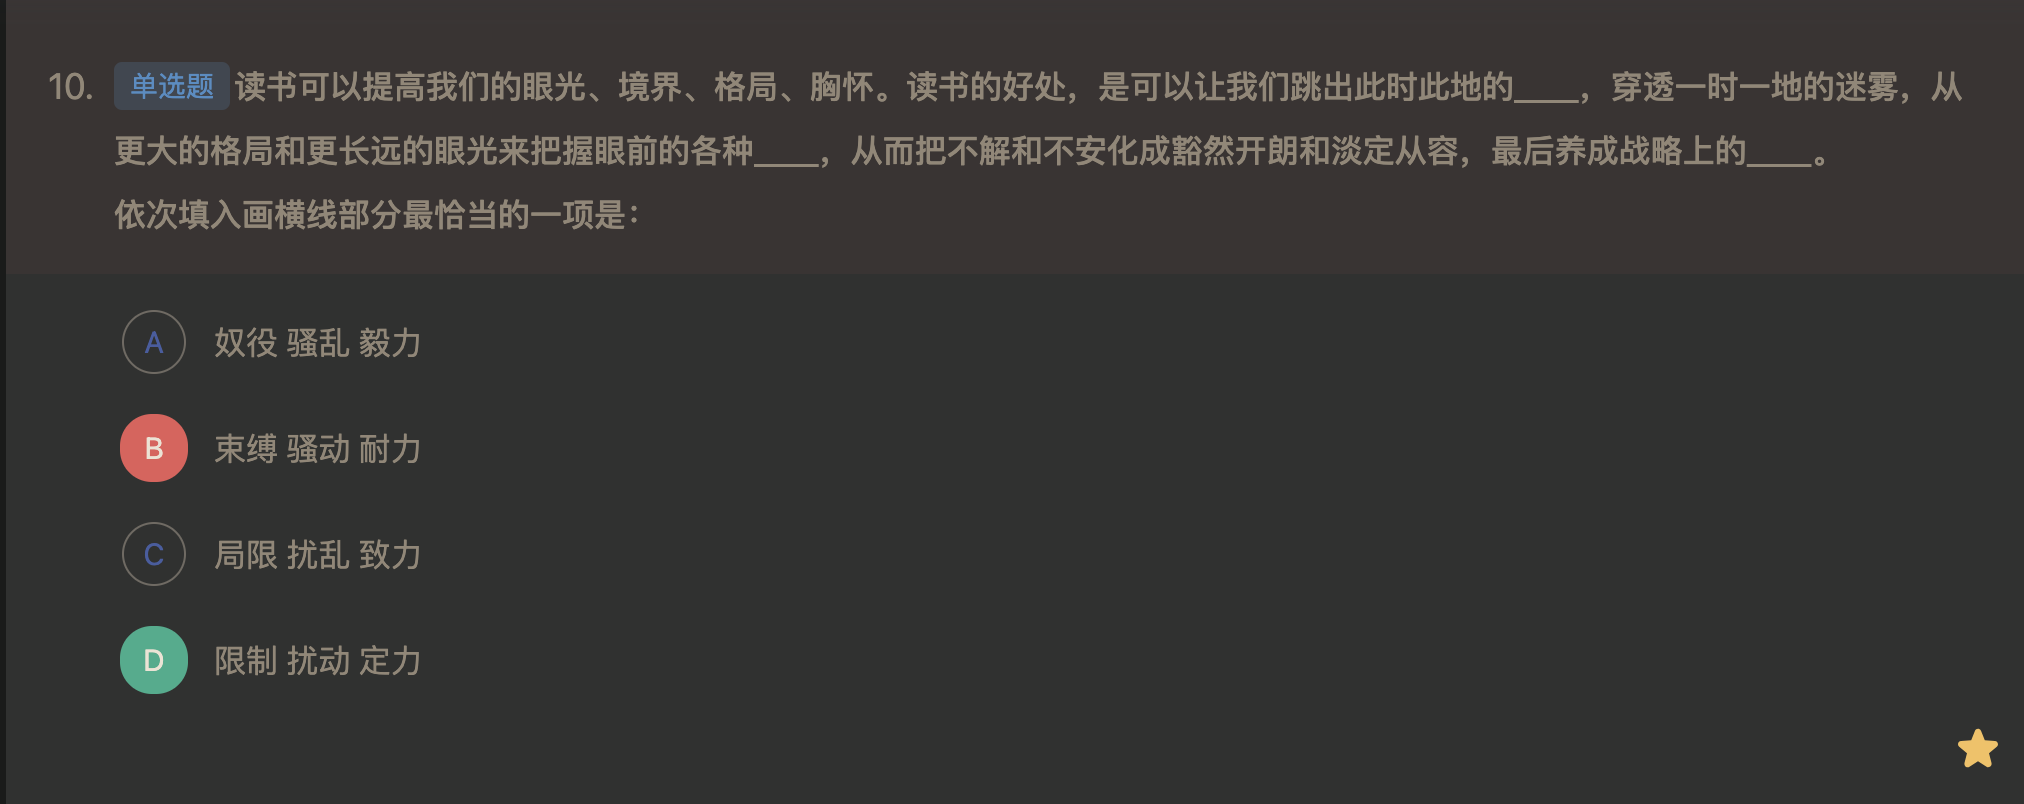 10. 单选题 读书可以提高我们的眼光、境界、格局、胸怀。读书的好处，是可以让我们跳出此时此地的____，穿透一时一地的迷雾，从
更大的格局和更长远的眼光来把握眼前的各种____，从而把不解和不安化成豁然开朗和淡定从容，最后养成战略上的____。
依次填入画横线部分最恰当的一项是：
A 奴役 骚乱 毅力
B 束缚 骚动 耐力
C 局限 扰乱 致力
D 限制 扰动 定力